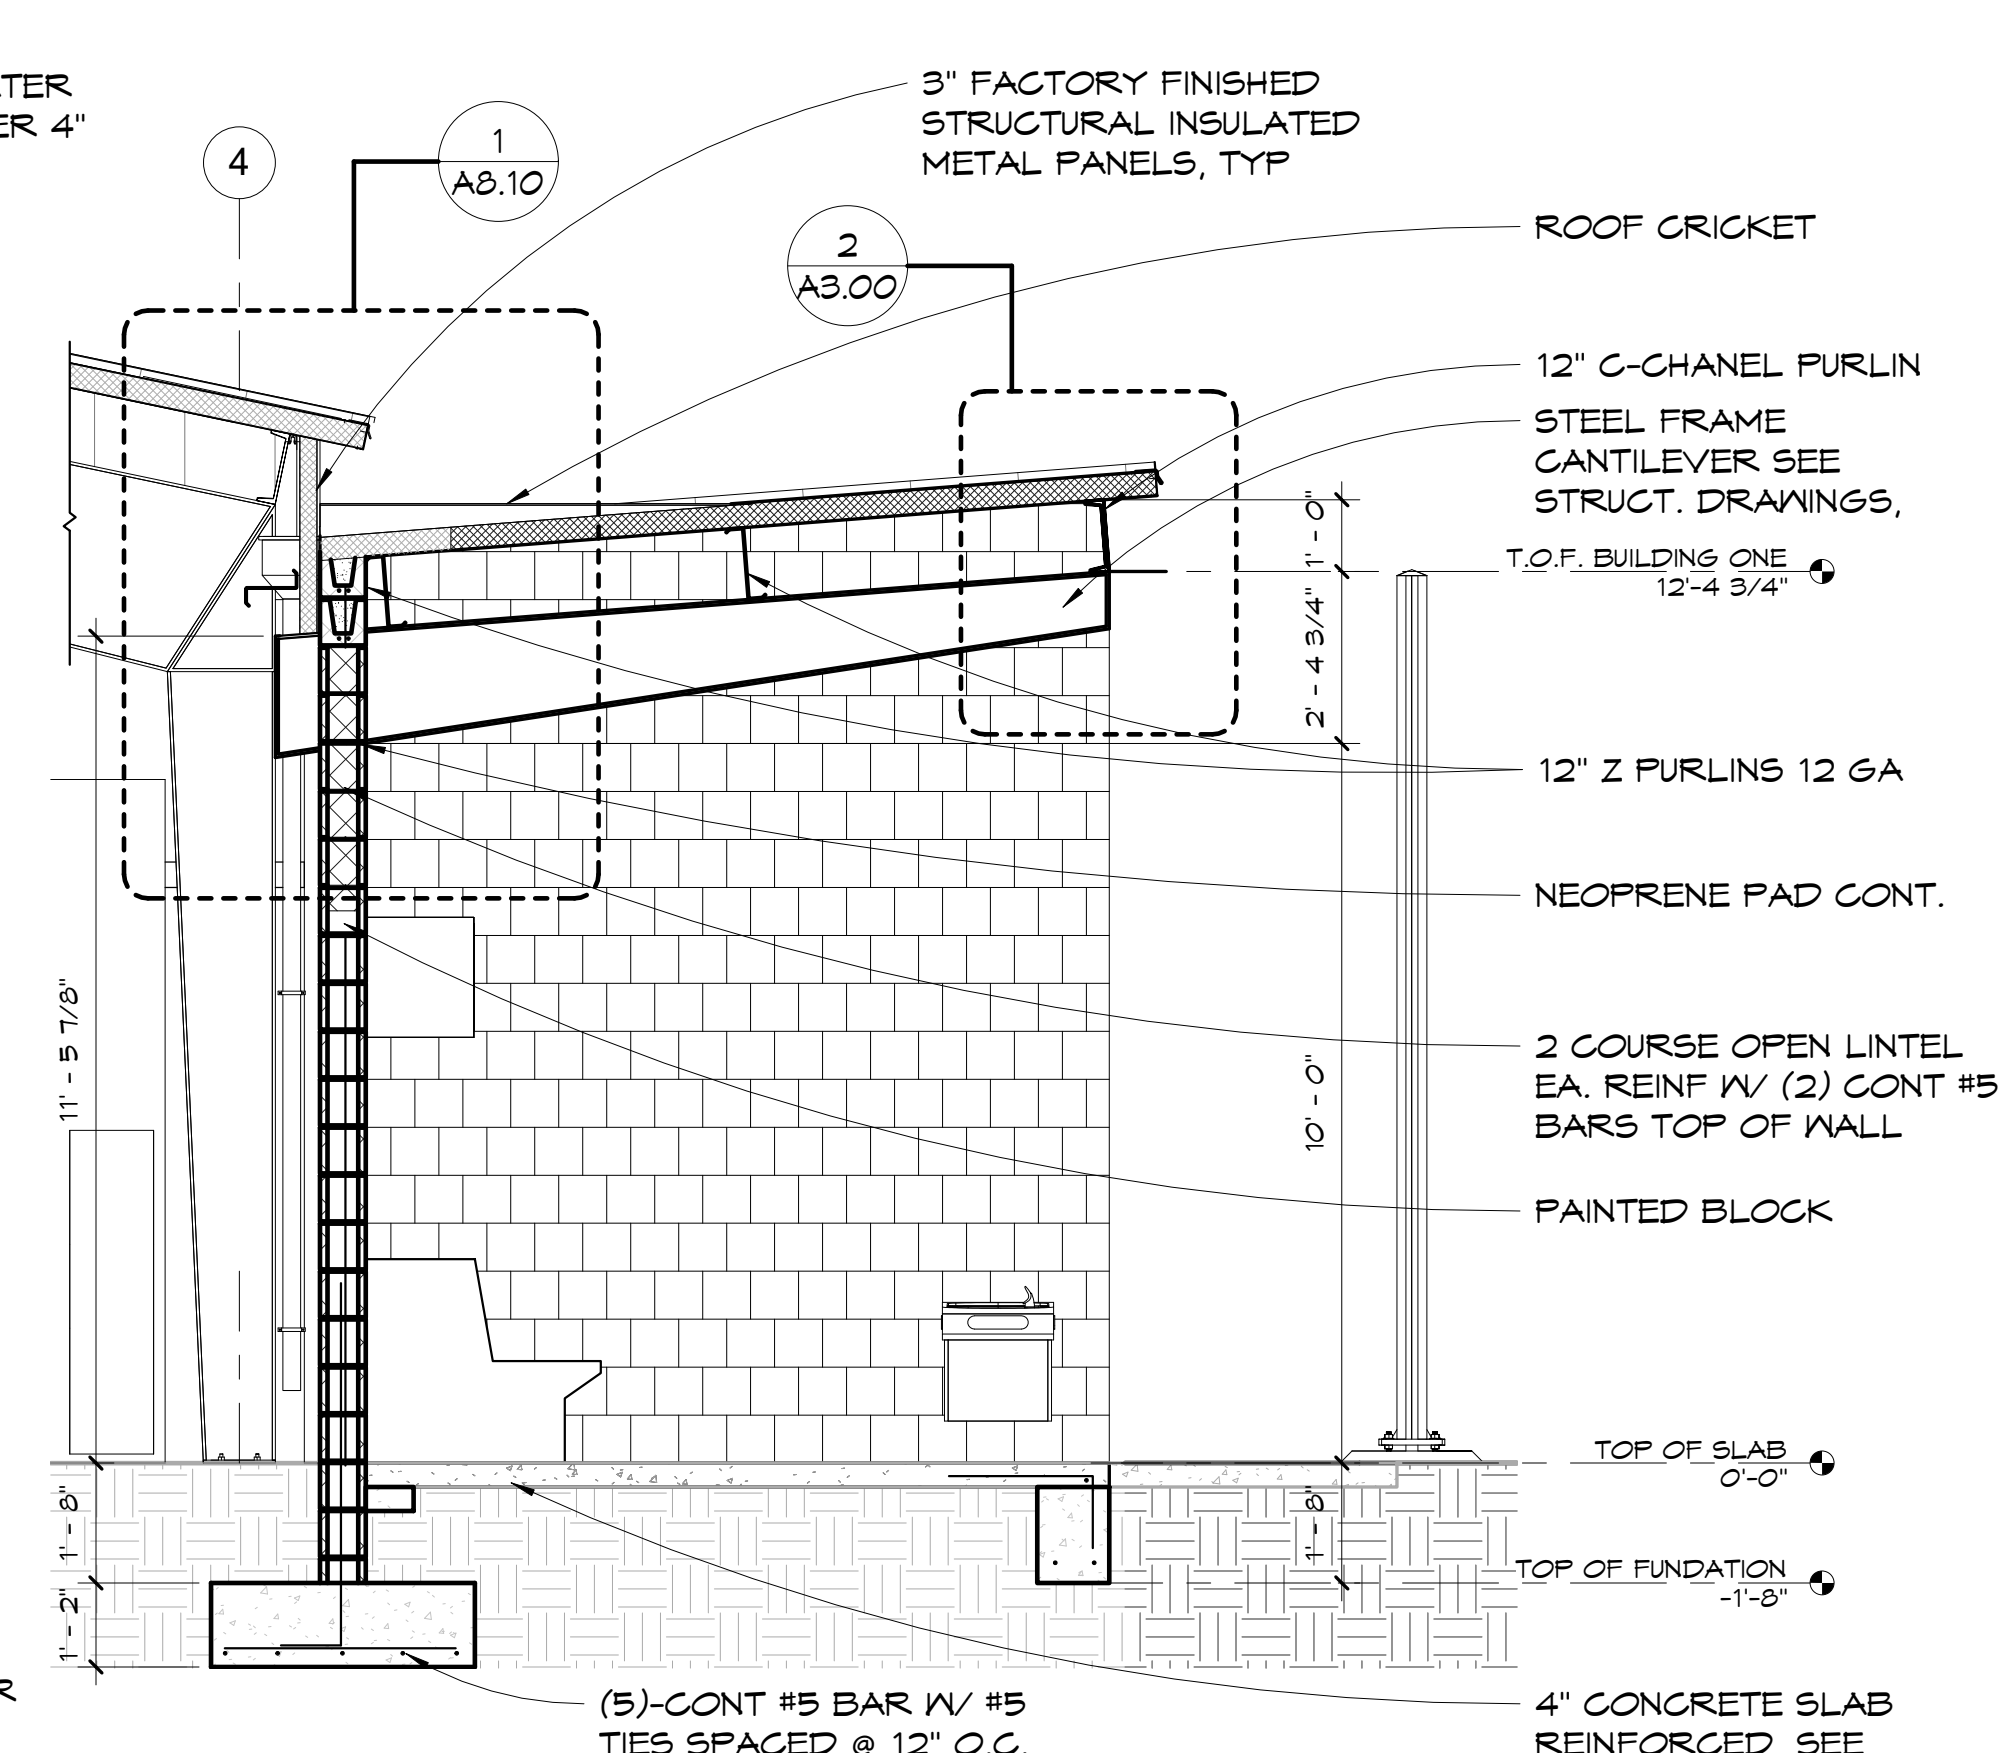 TER
ER 4"
4
1
A8.10
3" FACTORY FINISHED
STRUCTURAL INSULATED
METAL PANELS, TYP
2
A3.00
ROOF CRICKET
12" C-CHANEL PURLIN
STEEL FRAME
CANTILEVER SEE
STRUCT. DRAWINGS,
T.O.F. BUILDING ONE
12'-4 3/4"
1' - 0"
2' - 4 3/4"
12" Z PURLINS 12 GA
NEOPRENE PAD CONT.
11' - 5 7/8"
10' - 0"
2 COURSE OPEN LINTEL
EA. REINF W/ (2) CONT #5
BARS TOP OF WALL
PAINTED BLOCK
TOP OF SLAB
0'-0"
1' - 8"
1' - 8"
TOP OF FUNDATION
-1'-8"
1' - 2"
R
(5)-CONT #5 BAR W/ #5
TIES SPACED @ 12" O.C.
4" CONCRETE SLAB
REINFORCED SEE